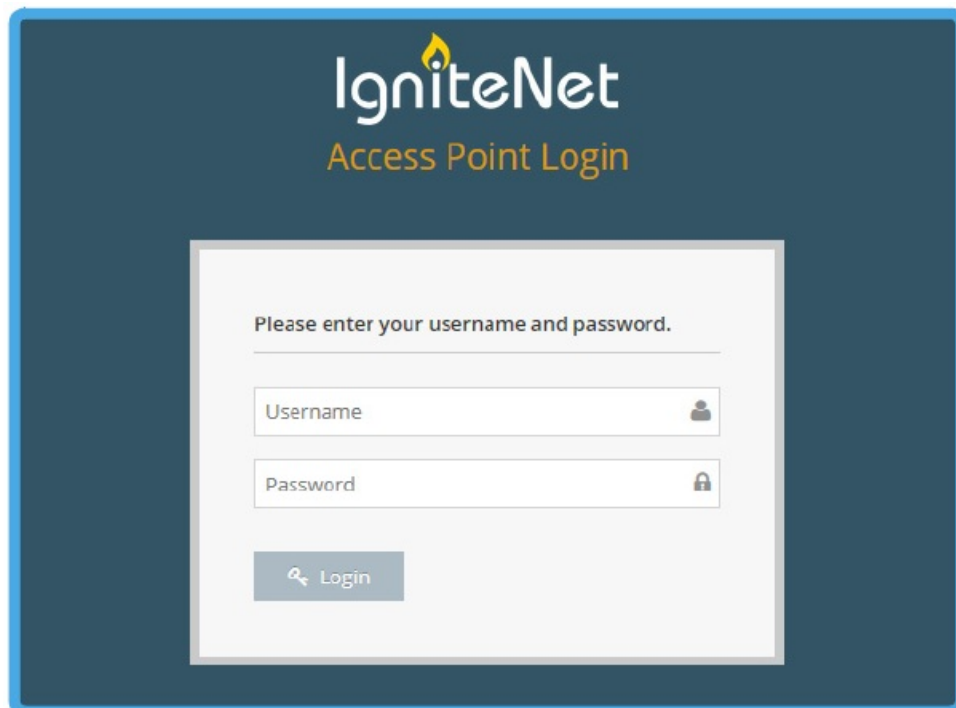 IgniteNet
Access Point Login
Please enter your username and password.
Username
Password
Login